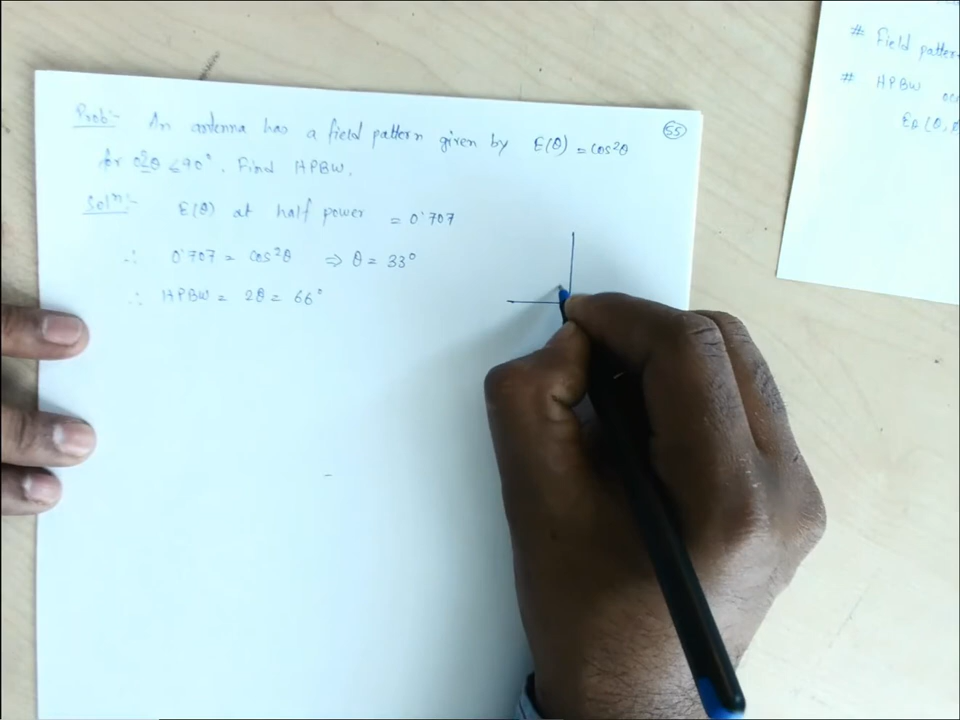 Prob:- An antenna has a field pattern given by E(θ) = cos²θ
for 0≤θ≤90°. Find HPBW.
Solⁿ:- E(θ) at half power = 0.707
∴ 0.707 = cos²θ ⇒ θ = 33°
∴ HPBW = 2θ = 66°
55
# Field pattern
# HPBW